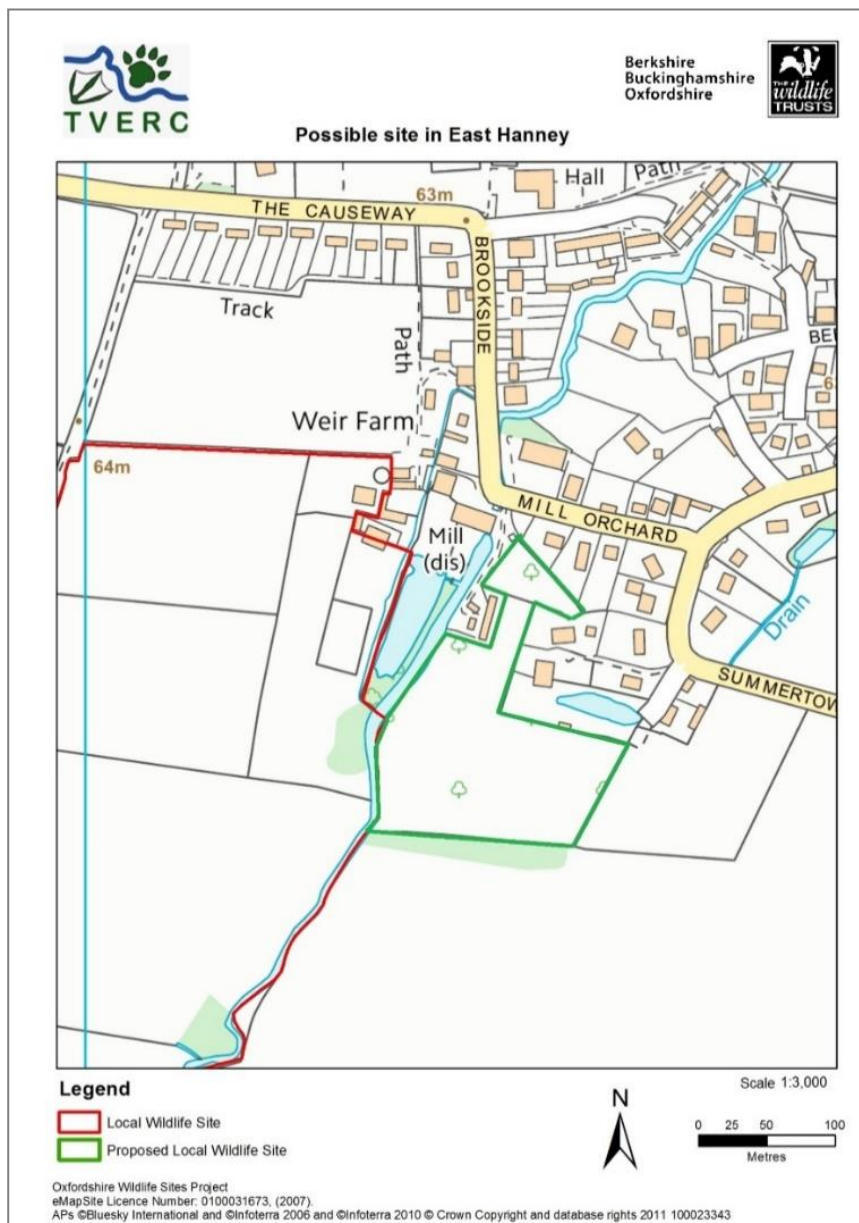 TVERC
Berkshire
Buckinghamshire
Oxfordshire
THE
wildlife
TRUSTS
Possible site in East Hanney
Hall
Path
63m
THE CAUSEWAY
BROOKSIDE
Track
Path
BE
Weir Farm
64m
MILL ORCHARD
Mill
(dis)
Drain
SUMMERTOW
Legend
Local Wildlife Site
Proposed Local Wildlife Site
Scale 1:3,000
N
0 25 50 100
Metres
Oxfordshire Wildlife Sites Project
eMapSite Licence Number: 0100031673, (2007).
APs ©Bluesky International and ©Infoterra 2006 and ©Infoterra 2010 © Crown Copyright and database rights 2011 100023343